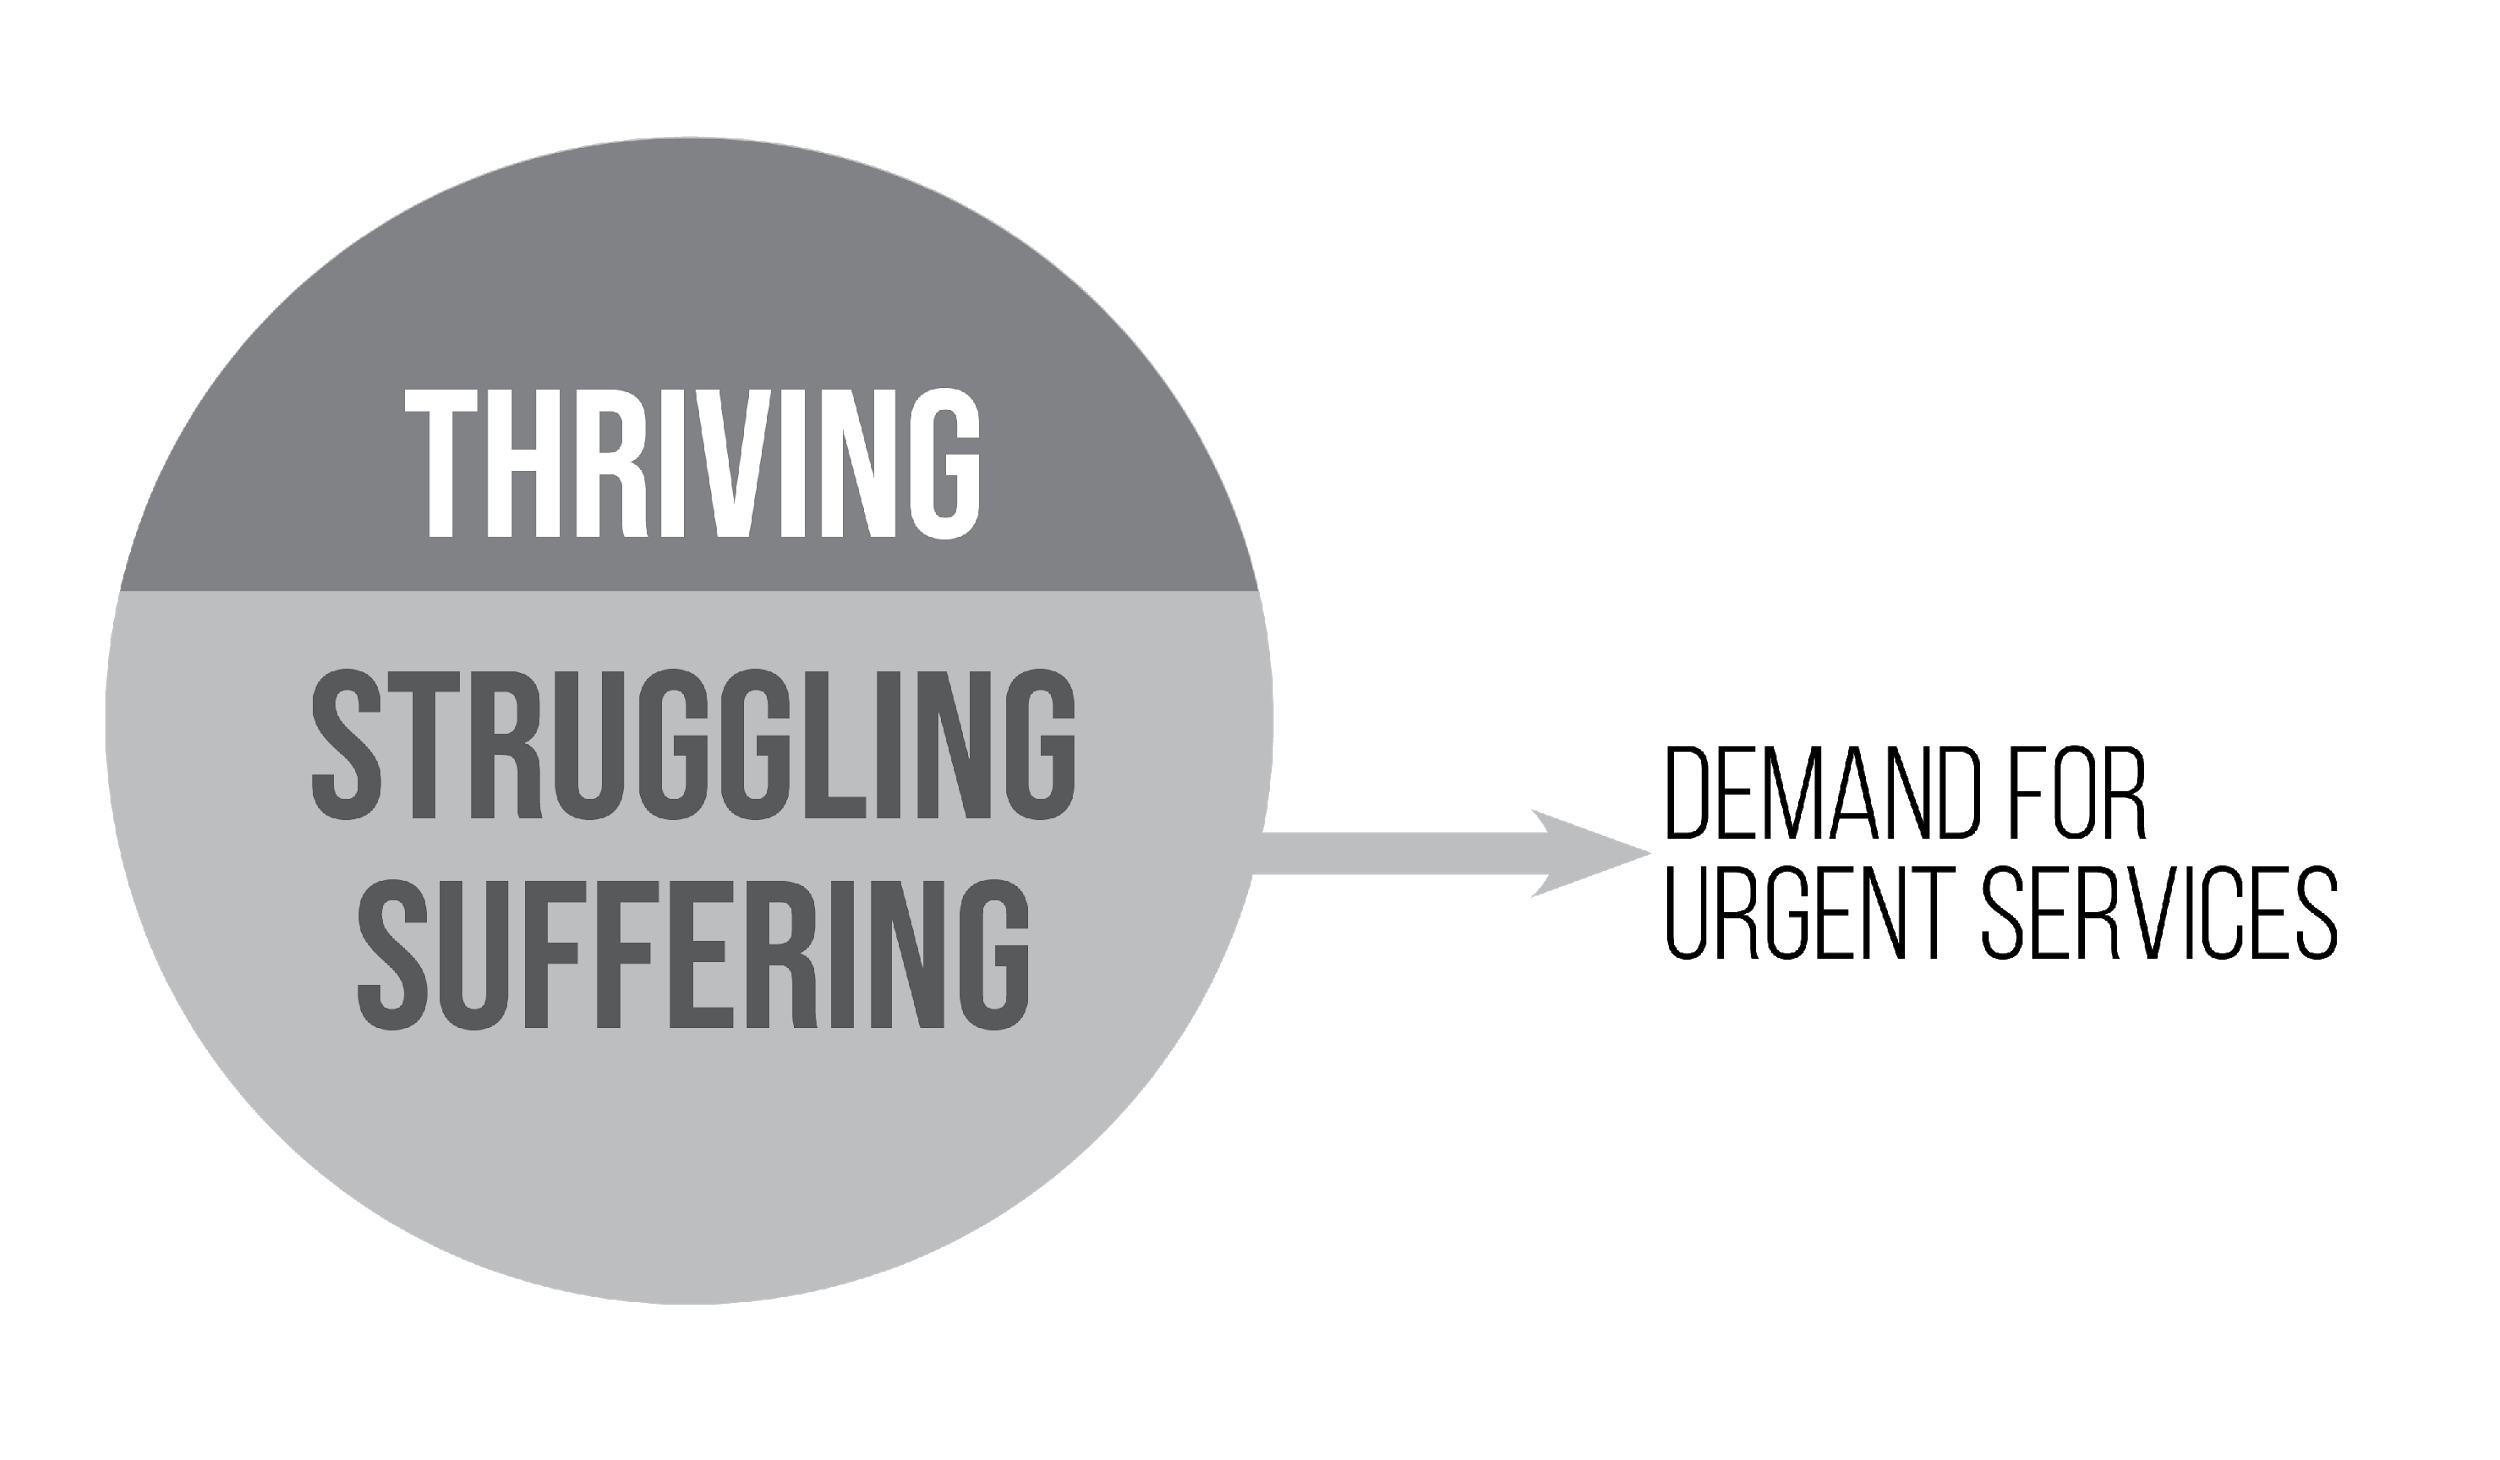 THRIVING
STRUGGLING
SUFFERING
DEMAND FOR
URGENT SERVICES